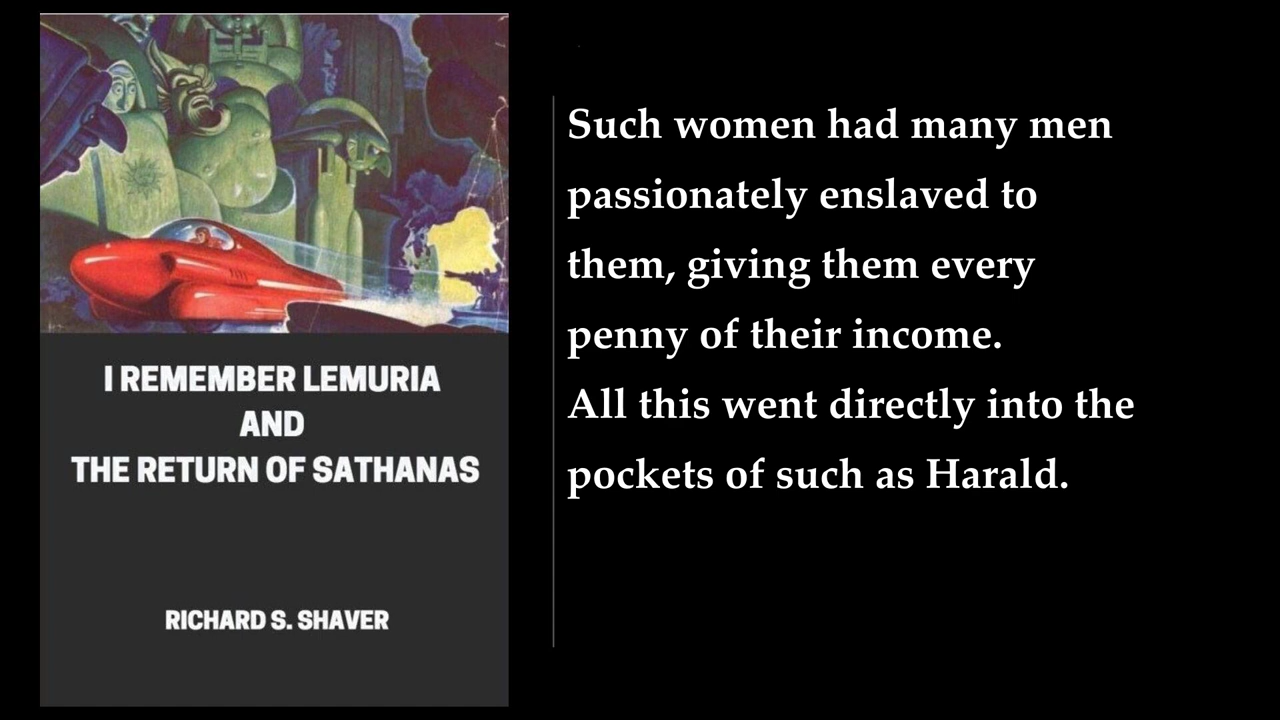 I REMEMBER LEMURIA
AND
THE RETURN OF SATHANAS
RICHARD S. SHAVER
Such women had many men
passionately enslaved to
them, giving them every
penny of their income.
All this went directly into the
pockets of such as Harald.